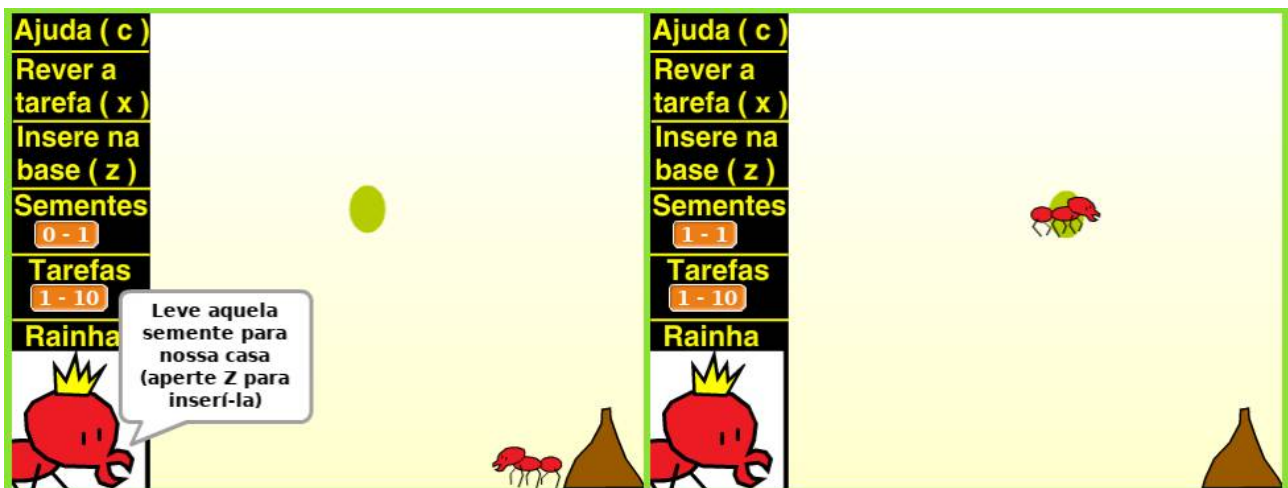 Ajuda ( c )
Rever a
tarefa ( x )
Insere na
base ( z )
Sementes
0 - 1
Tarefas
1 - 10
Rainha
Leve aquela
semente para
nossa casa
(aperte Z para
inserí-la)
Ajuda ( c )
Rever a
tarefa ( x )
Insere na
base ( z )
Sementes
1 - 1
Tarefas
1 - 10
Rainha